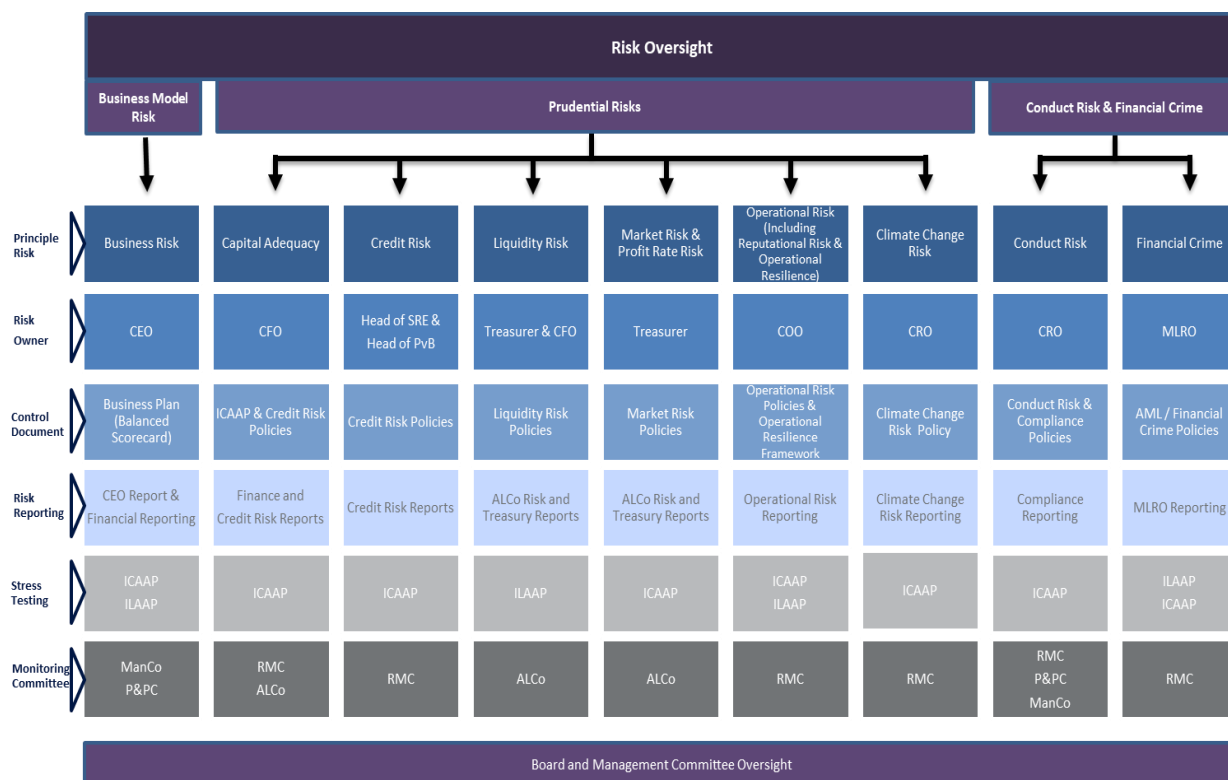 Risk Oversight
Business Model
Risk
Prudential Risks
Conduct Risk & Financial Crime
Principle
Risk
Business Risk
Capital Adequacy
Credit Risk
Liquidity Risk
Market Risk &
Profit Rate Risk
Operational Risk
(Including
Reputational Risk &
Operational
Resilience)
Climate Change
Risk
Conduct Risk
Financial Crime
Risk
Owner
CEO
CFO
Head of SRE &
Head of PvB
Treasurer & CFO
Treasurer
COO
CRO
CRO
MLRO
Control
Document
Business Plan
(Balanced
Scorecard)
ICAAP & Credit Risk
Policies
Credit Risk Policies
Liquidity Risk
Policies
Market Risk
Policies
Operational Risk
Policies &
Operational
Resilience
Framework
Climate Change
Risk Policy
Conduct Risk &
Compliance
Policies
AML / Financial
Crime Policies
Risk
Reporting
CEO Report &
Financial Reporting
Finance and
Credit Risk Reports
Credit Risk Reports
ALCo Risk and
Treasury Reports
ALCo Risk and
Treasury Reports
Operational Risk
Reporting
Climate Change
Risk Reporting
Compliance
Reporting
MLRO Reporting
Stress
Testing
ICAAP
ILAAP
ICAAP
ICAAP
ILAAP
ICAAP
ICAAP
ILAAP
ICAAP
ICAAP
ILAAP
ICAAP
Monitoring
Committee
ManCo
P&PC
RMC
ALCo
RMC
ALCo
ALCo
RMC
RMC
RMC
P&PC
ManCo
RMC
Board and Management Committee Oversight